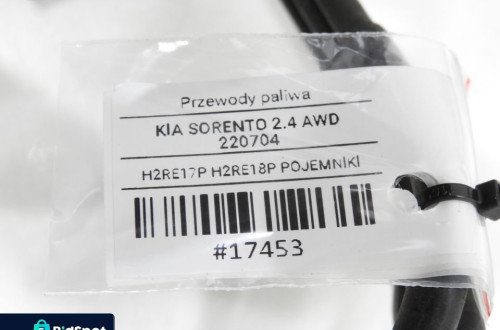 Przewody paliwa
KIA SORENTO 2.4 AWD
220704
H2RE17P H2RE18P POJEMNIKI
#17453
BidSpot